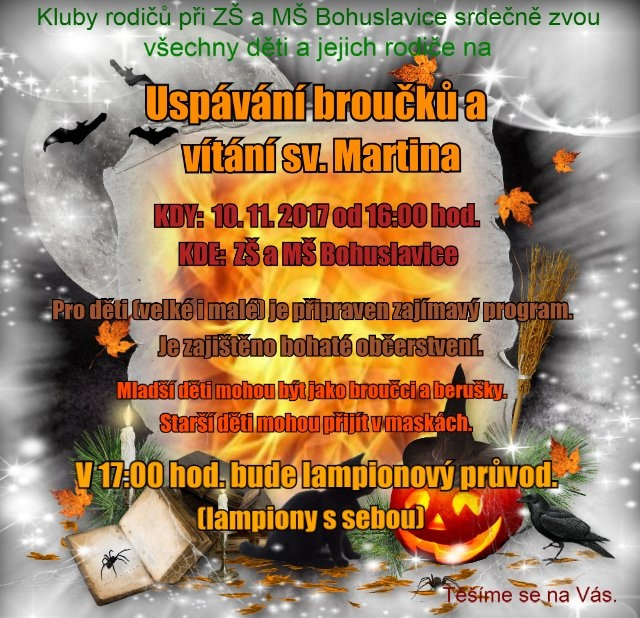 Kluby rodičů při ZŠ a MŠ Bohuslavice srdečně zvou
všechny děti a jejich rodiče na
Uspávání broučků a
vítání sv. Martina
KDY: 10. 11. 2017 od 16:00 hod.
KDE: ZŠ a MŠ Bohuslavice
Pro děti (velké i malé) je připraven zajímavý program.
Je zajištěno bohaté občerstvení.
Mladší děti mohou být jako broučci a berušky.
Starší děti mohou přijít v maskách.
V 17:00 hod. bude lampionový průvod.
(lampiony s sebou)
Těšíme se na Vás.